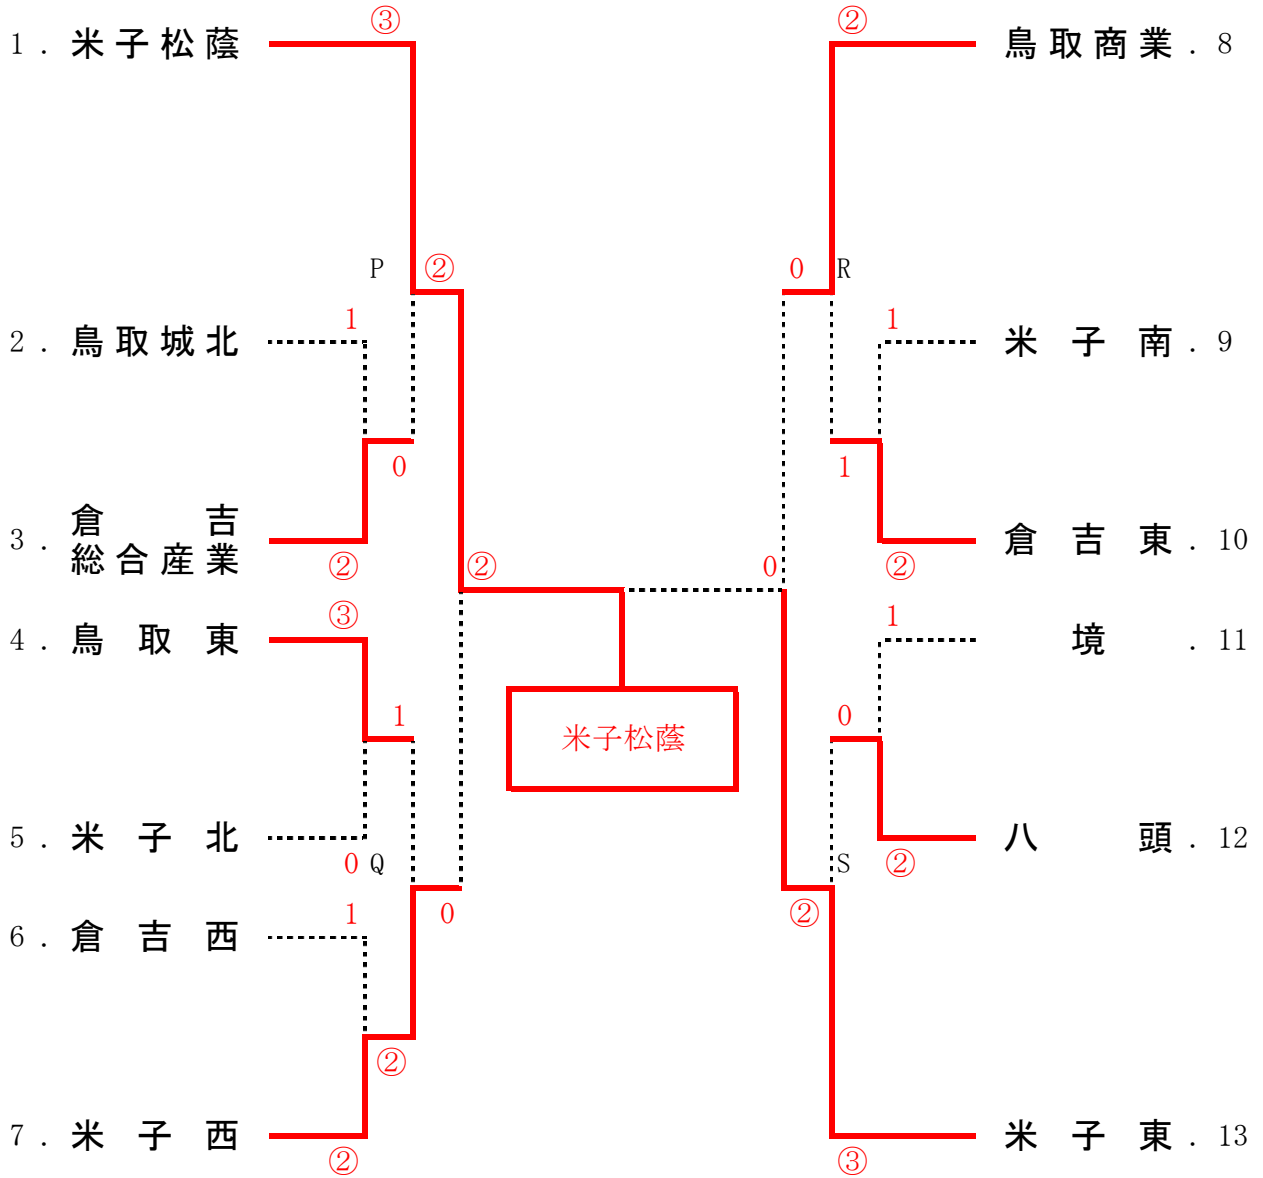 ③ ②
1．米子松蔭 鳥取商業．8
P ② 0 R
1 1
2．鳥取城北 米子南．9
0 1
3．倉吉総合産業 倉吉東．10
② ② 0 ②
③ 1
4．鳥取東 境．11
1 0
米子松蔭
5．米子北 八頭．12
0 Q S ②
1 0 ②
6．倉吉西
②
7．米子西 米子東．13
② ③